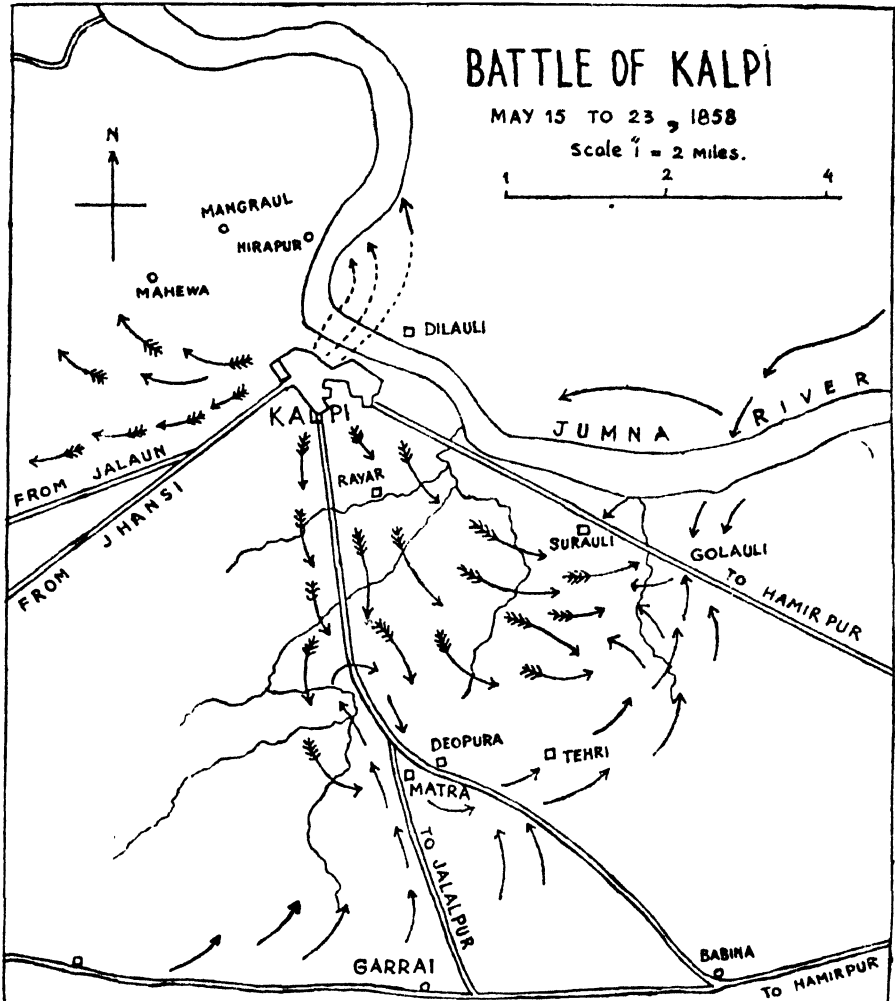 BATTLE OF KALPI
MAY 15 TO 23, 1858
Scale 1" = 2 MILES.
1 2 4
N
MANGRAUL
HIRAPUR
MAHEWA
DILAULI
JUMNA RIVER
KALPI
FROM JALAUN
FROM JHANSI
RAYAR
SURAULI
GOLAULI
TO HAMIRPUR
DEOPURA
TEHRI
MATRA
TO JALALPUR
GARRAI
BABINA
TO HAMIRPUR